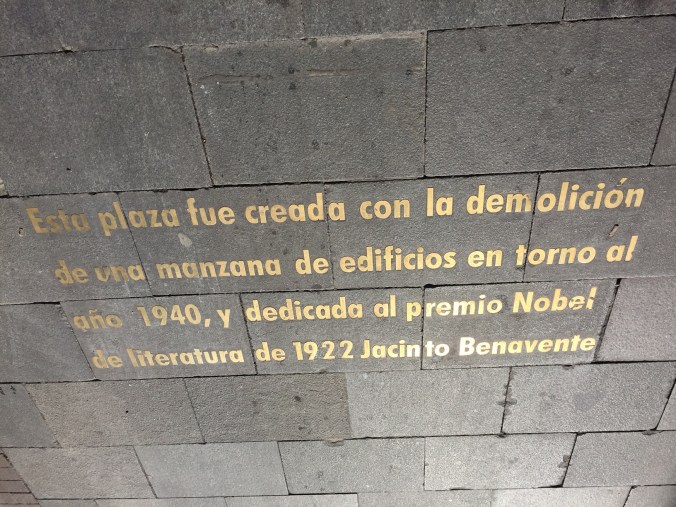 Esta plaza fue creada con la demolición
de una manzana de edificios en torno al
año 1940, y dedicada al premio Nobel
de literatura de 1922 Jacinto Benavente